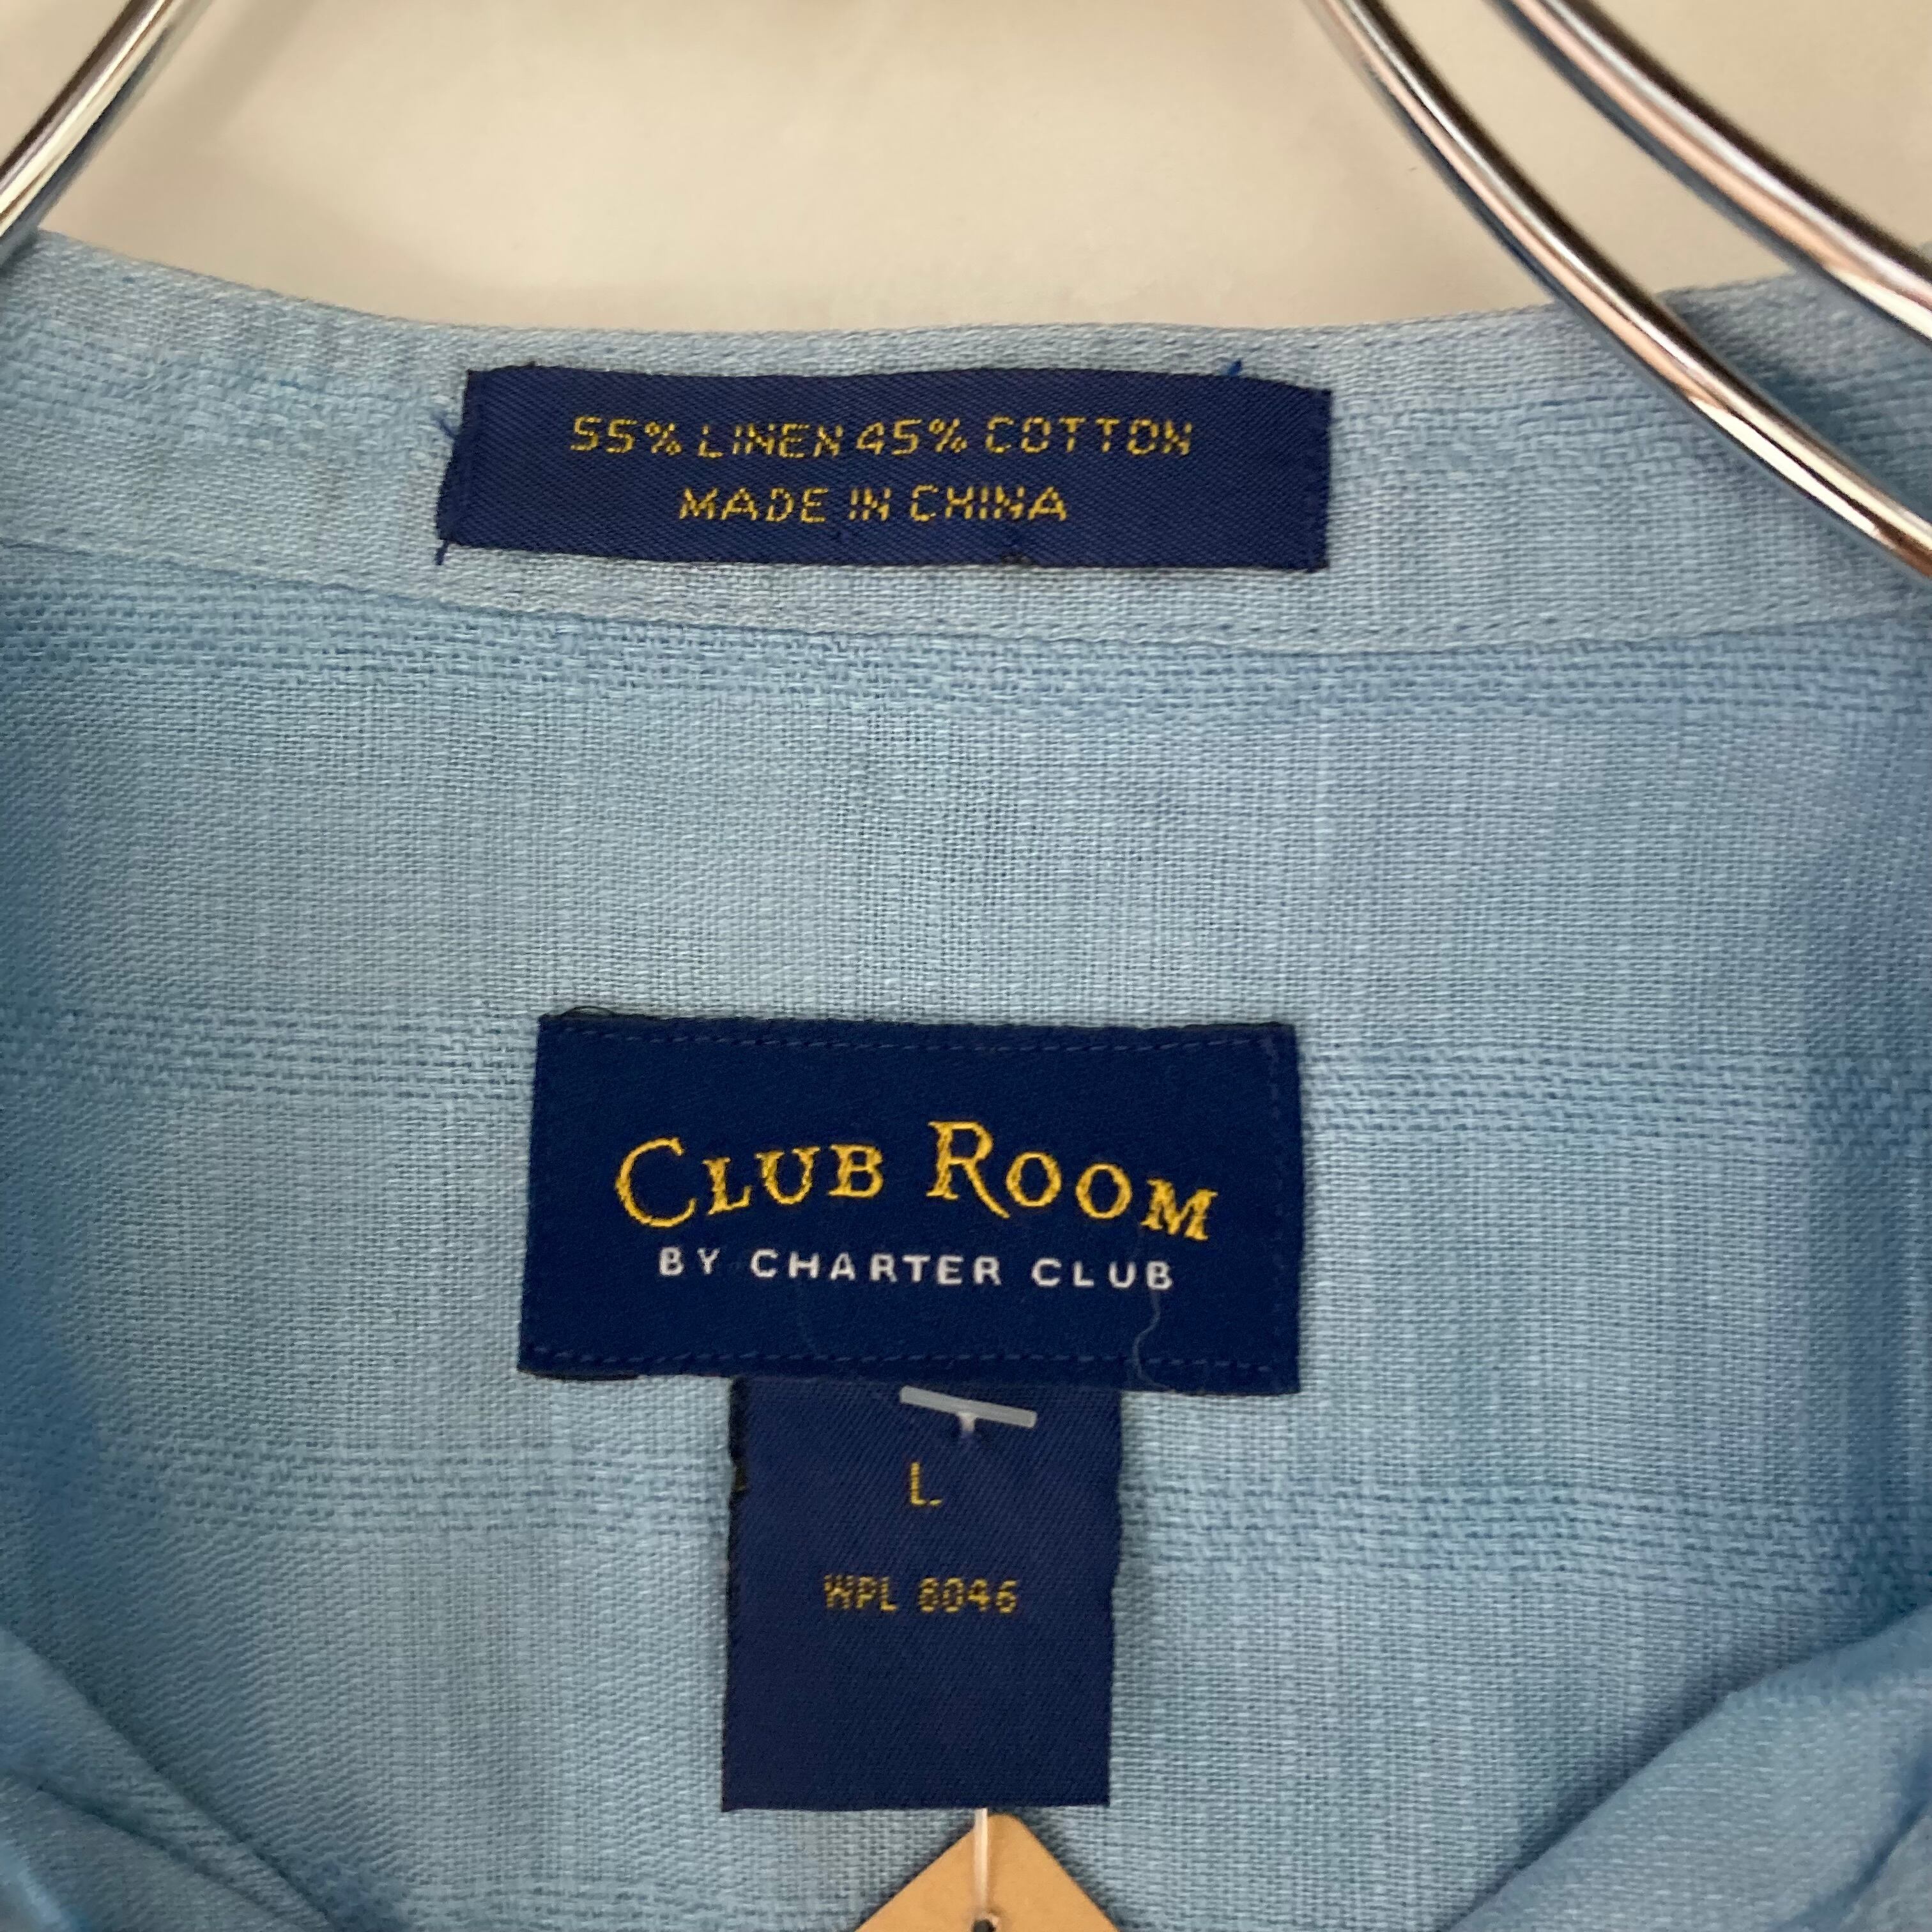 55% LINEN 45% COTTON
MADE IN CHINA
CLUB ROOM
BY CHARTER CLUB
L
WPL 8046